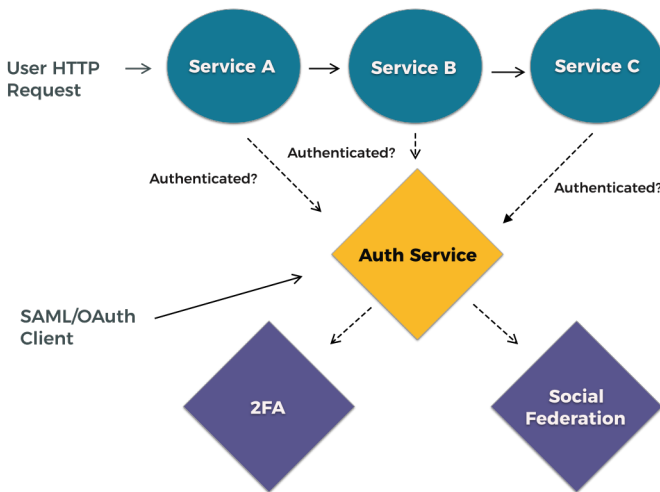 User HTTP
Request
Service A
Service B
Service C
Authenticated?
Authenticated?
Authenticated?
Auth Service
SAML/OAuth
Client
2FA
Social
Federation